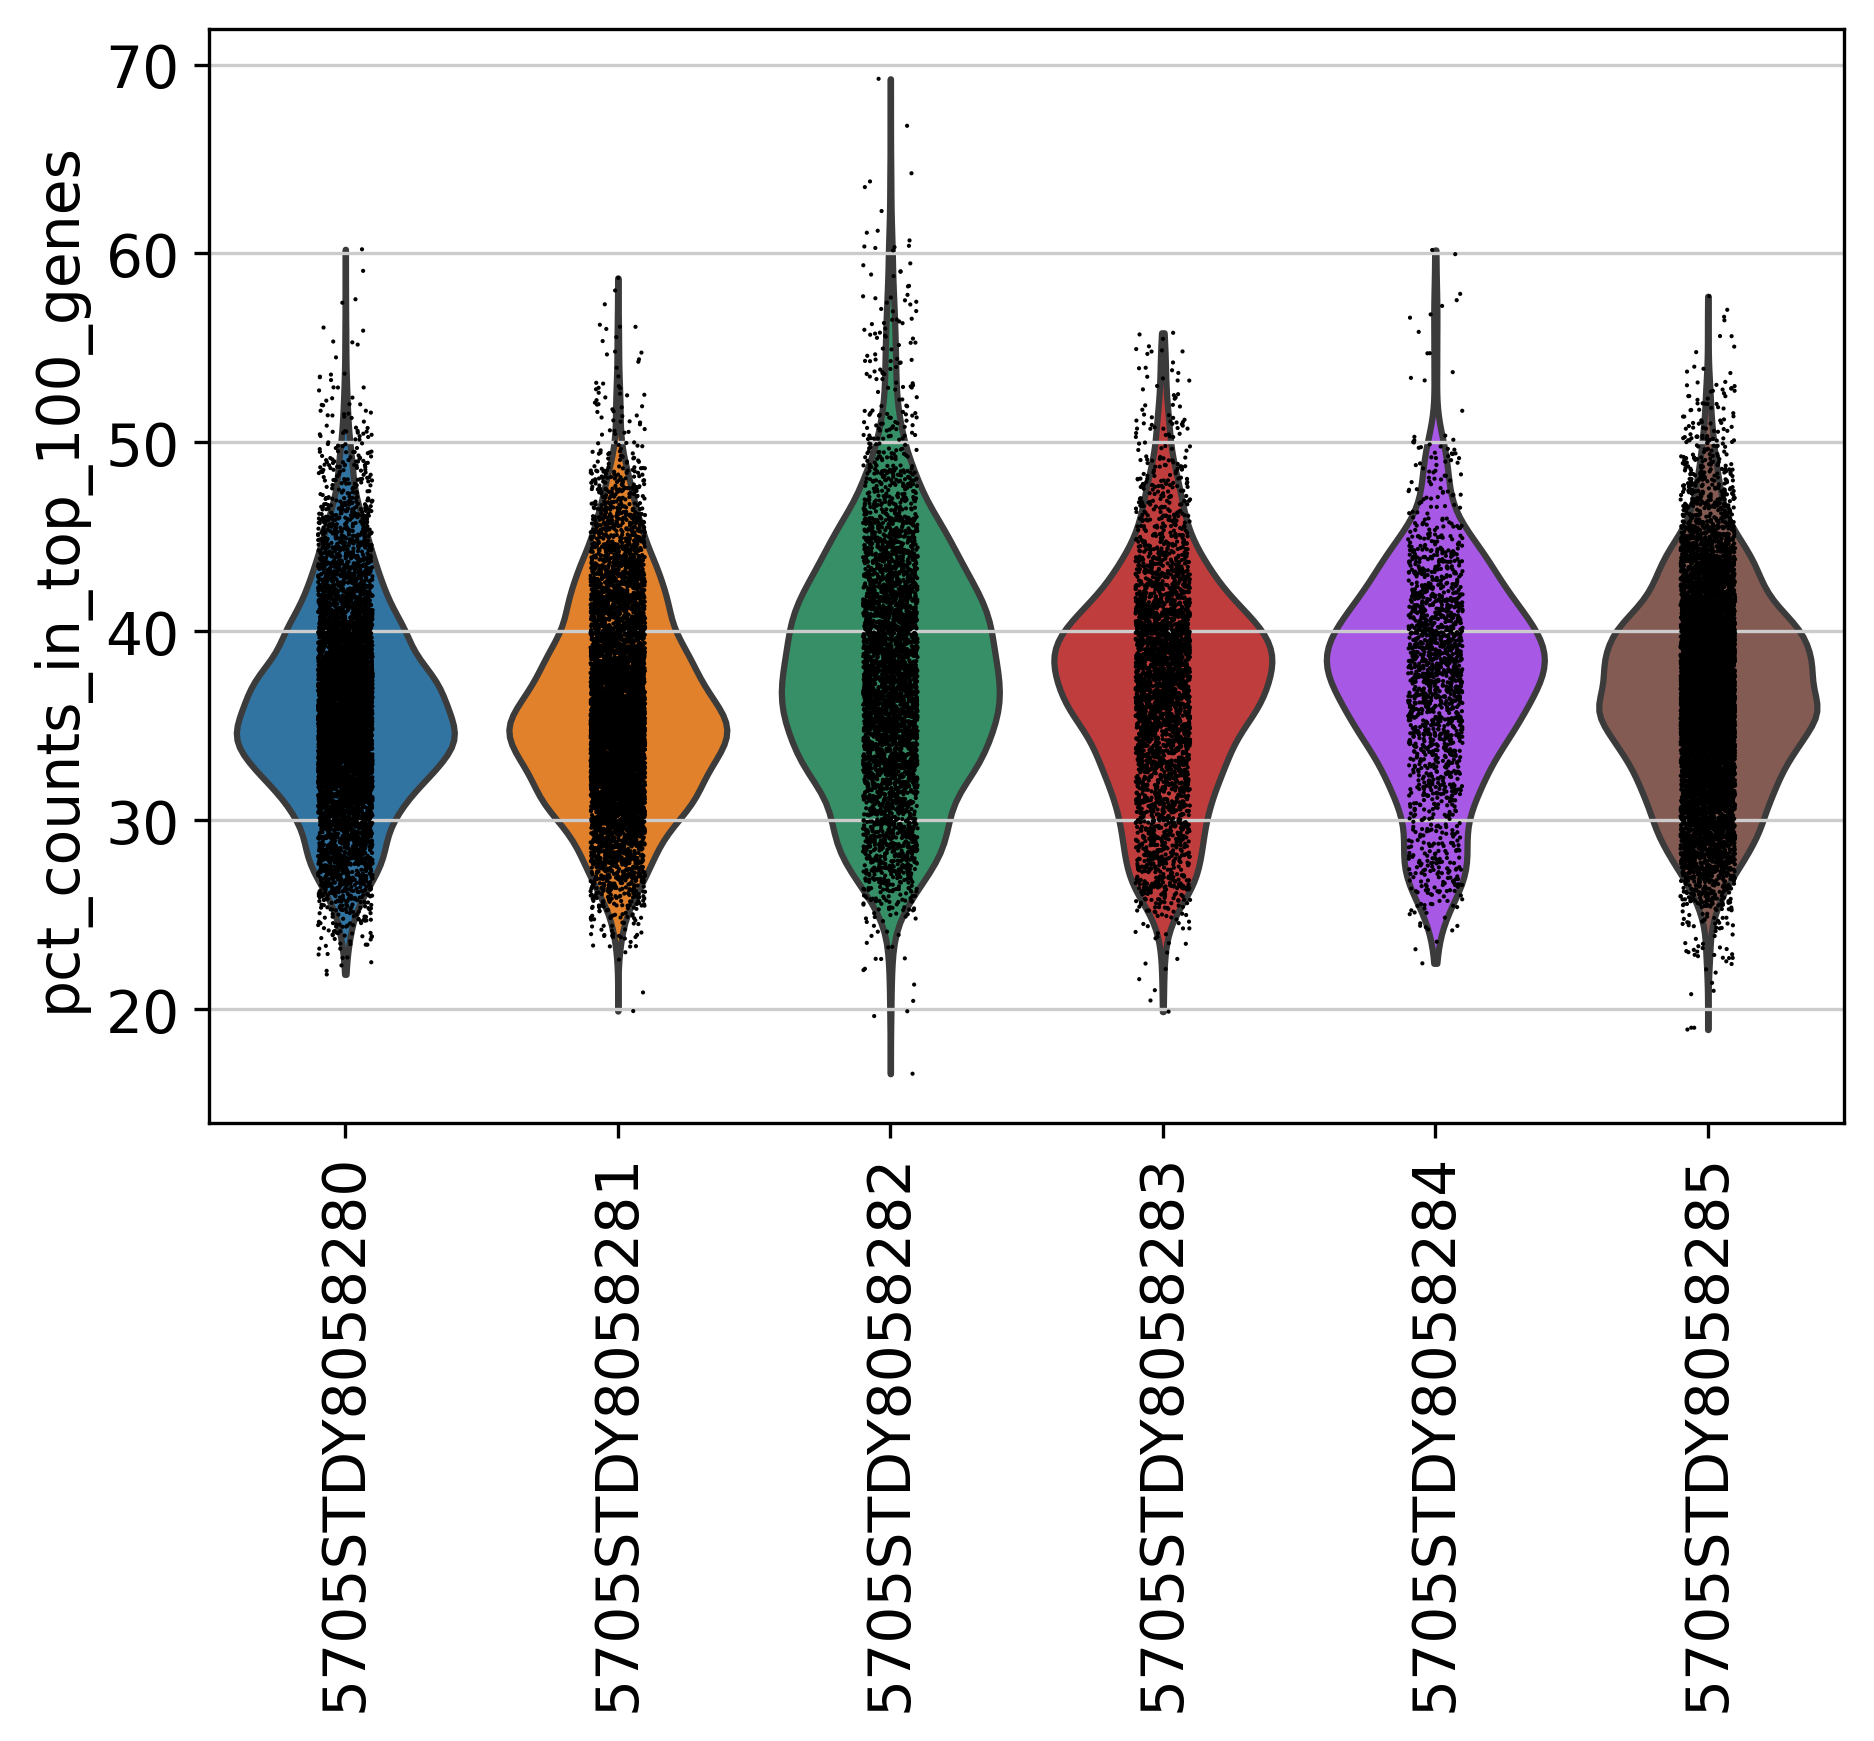 pct_counts_in_top_100_genes
70
60
50
40
30
20
5705STDY8058280
5705STDY8058281
5705STDY8058282
5705STDY8058283
5705STDY8058284
5705STDY8058285